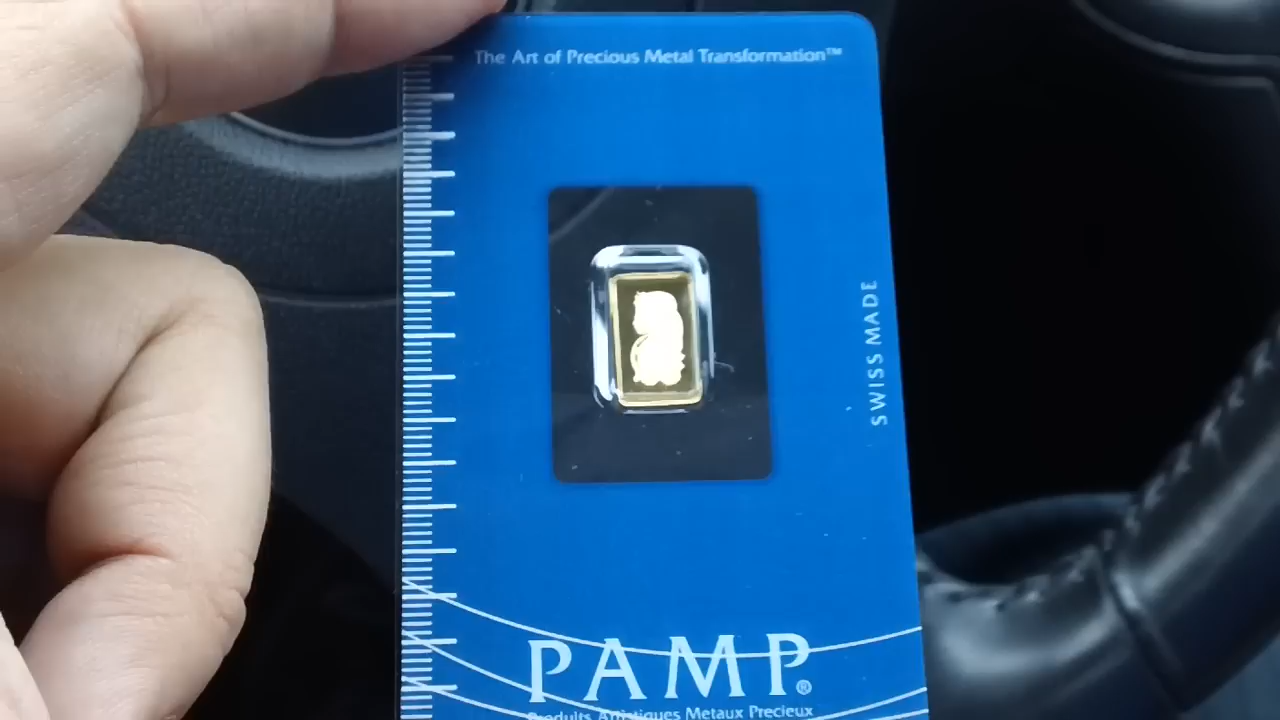 The Art of Precious Metal Transformation™
SWISS MADE
PAMP®
Produits Artistiques Metaux Precieux